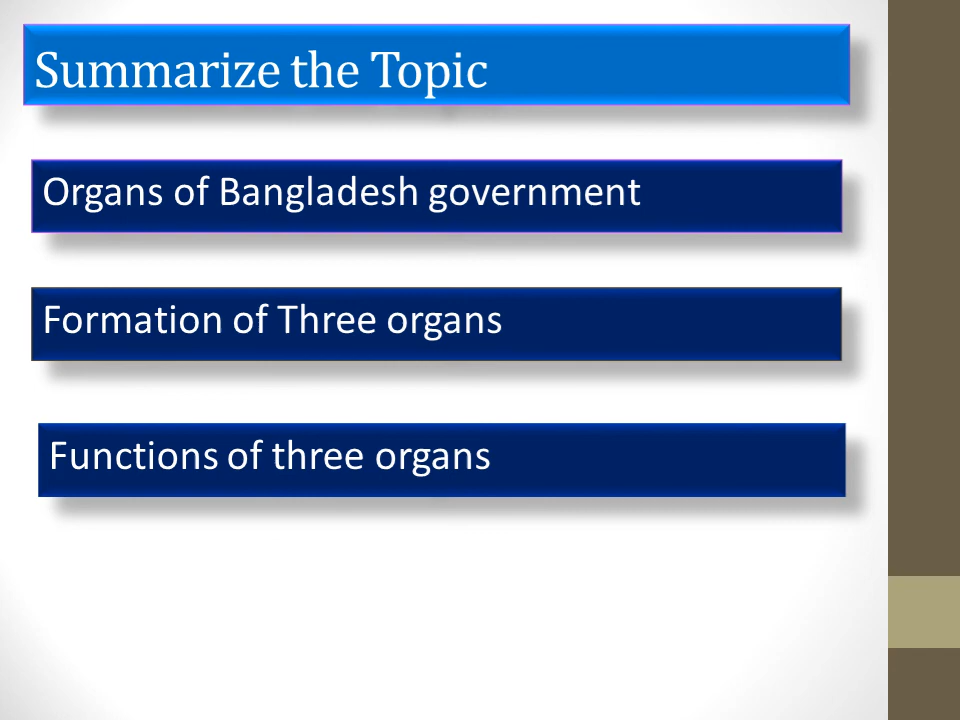 Summarize the Topic
Organs of Bangladesh government
Formation of Three organs
Functions of three organs